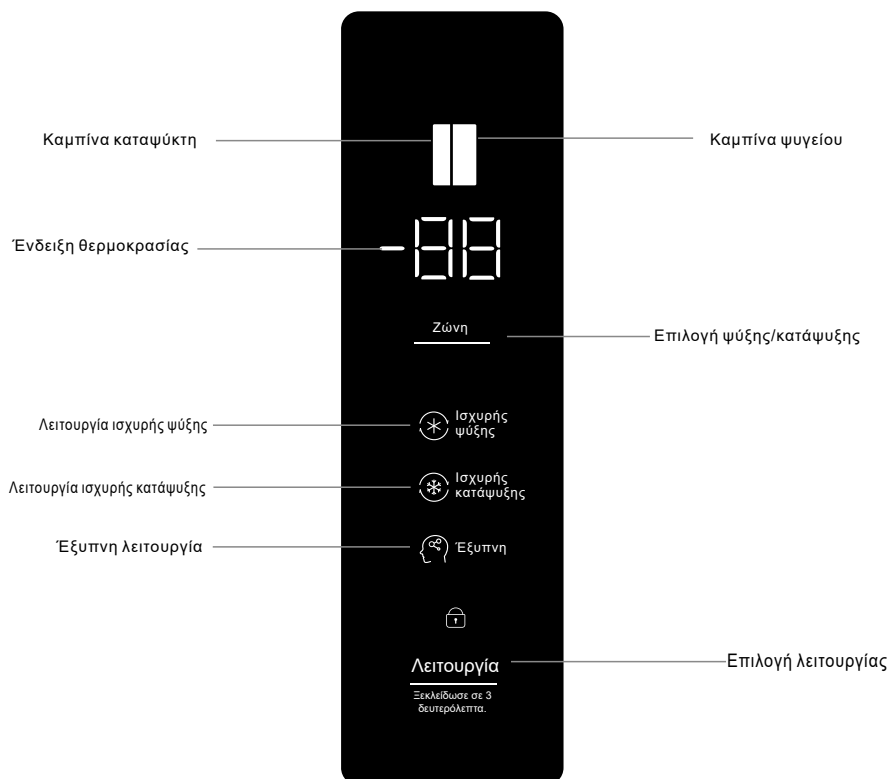 Καμπίνα καταψύκτη
Καμπίνα ψυγείου
Ένδειξη θερμοκρασίας
-88
Ζώνη
Επιλογή ψύξης/κατάψυξης
Λειτουργία ισχυρής ψύξης
Ισχυρής
ψύξης
Λειτουργία ισχυρής κατάψυξης
Ισχυρής
κατάψυξης
Έξυπνη λειτουργία
Έξυπνη
Λειτουργία
Επιλογή λειτουργίας
Ξεκλείδωσε σε 3
δευτερόλεπτα.